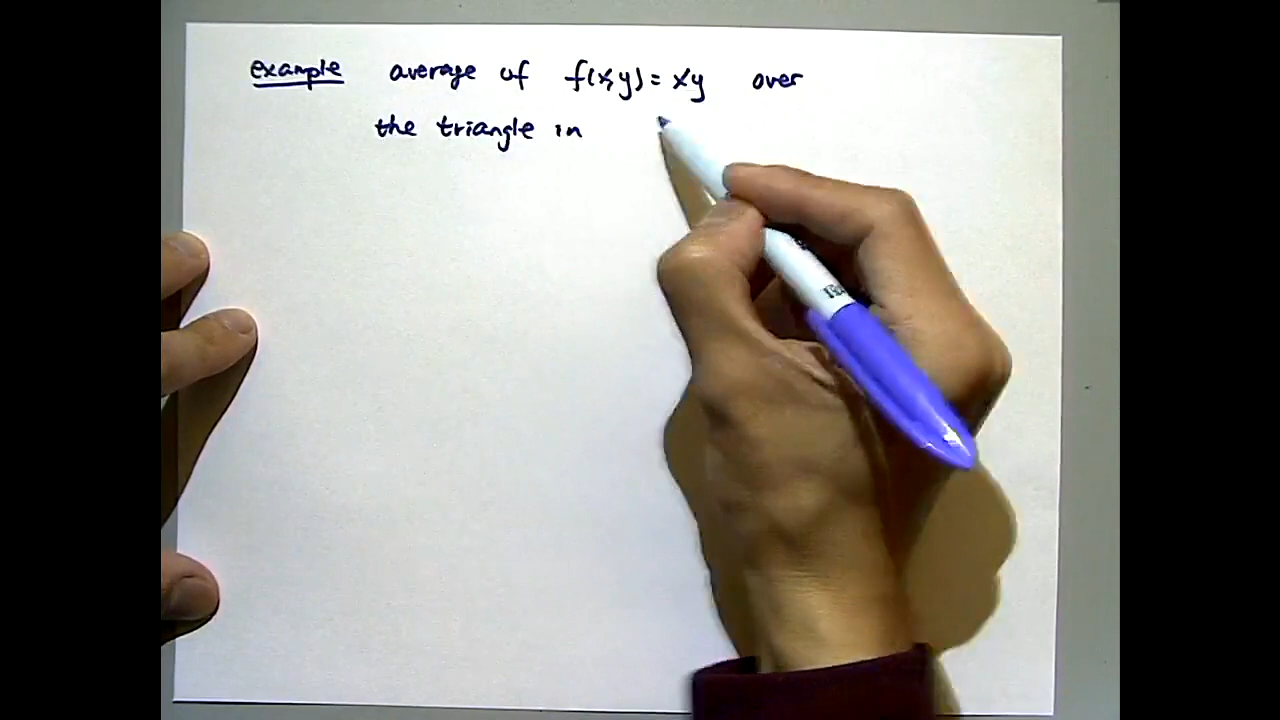 example average of f(x,y) = xy over
the triangle in